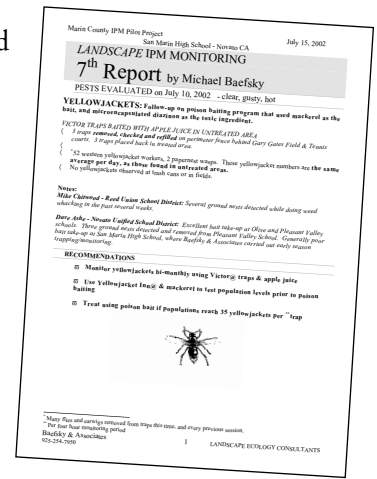 d
Marin County IPM Pilot Project
San Marin High School - Novato CA
July 15, 2002
LANDSCAPE IPM MONITORING
7th Report by Michael Baefsky
PESTS EVALUATED on July 10, 2002 - clear, gusty, hot
YELLOWJACKETS: Follow-up on poison baiting program that used mackerel as the
bait, and microencapsulated diazinon as the toxic ingredient.
VICTOR TRAPS BAITED WITH APPLE JUICE IN UNTREATED AREA
( 5 traps removed, checked and refilled on perimeter fence behind Gary Gates Field & Tennis
courts. 3 traps placed back in treated area.
(
( *52 western yellowjacket workers, 2 papernest wasps. These yellowjacket numbers are the same
average per day, as those found in untreated areas.
( No yellowjackets observed at trash cans or in fields.
Notes:
Mike Chitwood - Reed Union School District: Several ground nests detected while doing weed
whacking in the past several weeks.
Dave Ashe - Novato Unified School District: Excellent bait take-up at Olive and Pleasant Valley
schools. Three ground nests detected and removed from Pleasant Valley School. Generally poor
bait take-up at San Marin High School, where Baefsky & Associates carried out early season
trapping/monitoring.
RECOMMENDATIONS
Monitor yellowjackets bi-monthly using Victor® traps & apple juice
Use Yellowjacket Inn® & mackerel to test population levels prior to poison
baiting
Treat using poison bait if populations reach 35 yellowjackets per **trap
* Many flies and earwigs removed from traps this time, and every previous session.
** Per four hour monitoring period
Baefsky & Associates
925-254-7950
1
LANDSCAPE ECOLOGY CONSULTANTS